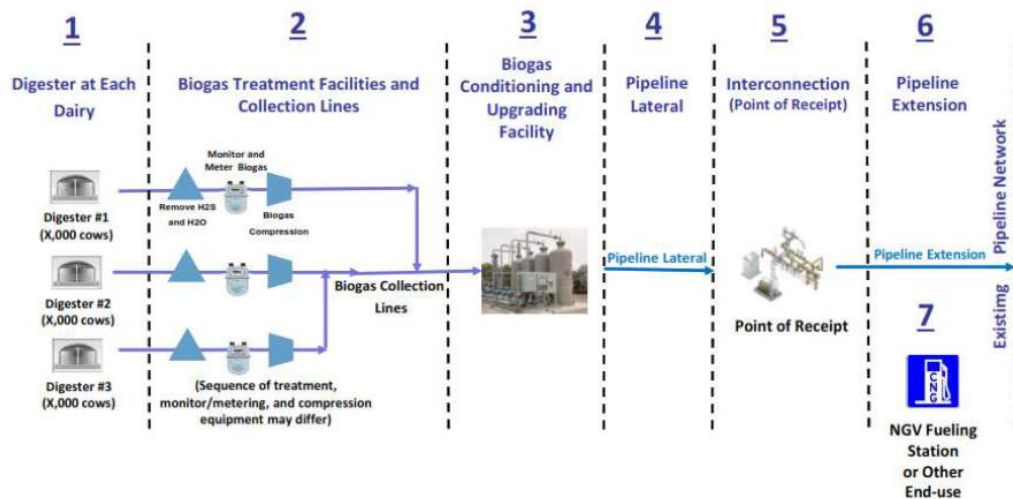 1
2
3
4
5
6
Digester at Each
Dairy
Biogas Treatment Facilities and
Collection Lines
Biogas
Conditioning and
Upgrading
Facility
Pipeline
Lateral
Interconnection
(Point of Receipt)
Pipeline
Extension
Monitor and
Meter Biogas
Remove H2S
and H2O
Biogas
Compression
Digester #1
(X,000 cows)
Digester #2
(X,000 cows)
Digester #3
(X,000 cows)
Biogas Collection
Lines
(Sequence of treatment,
monitor/metering, and compression
equipment may differ)
Pipeline Lateral
Point of Receipt
Pipeline Extension
Existimg Pipeline Network
7
CNG
NGV Fueling
Station
or Other
End-use